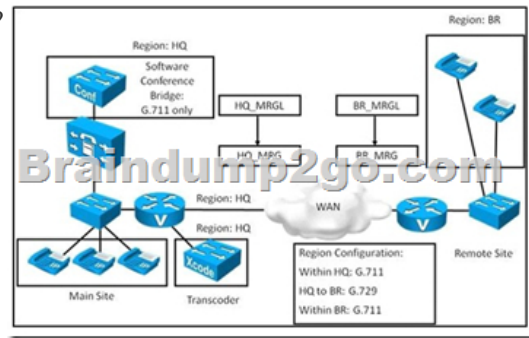 Region: BR
Region: HQ
Software
Conference
Bridge:
G.711 only
Conf
HQ_MRGL
BR_MRGL
HQ_MRG
BR_MRG
Braindump2go.com
Region: HQ
WAN
V
V
Region: HQ
Xcode
Main Site
Transcoder
Region Configuration:
Within HQ: G.711
HQ to BR: G.729
Within BR: G.711
Remote Site